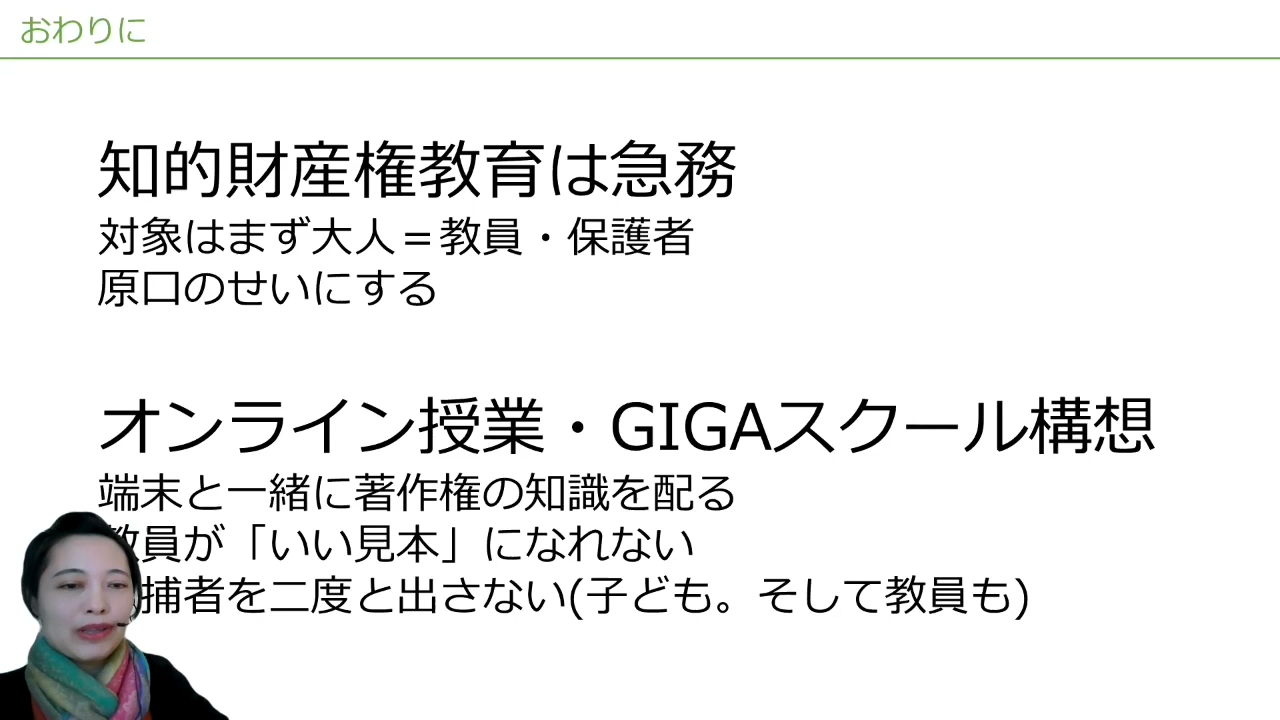 おわりに
知的財産権教育は急務
対象はまず大人＝教員・保護者
原口のせいにする
オンライン授業・GIGAスクール構想
端末と一緒に著作権の知識を配る
教員が「いい見本」になれない
捕者を二度と出さない(子ども。そして教員も)